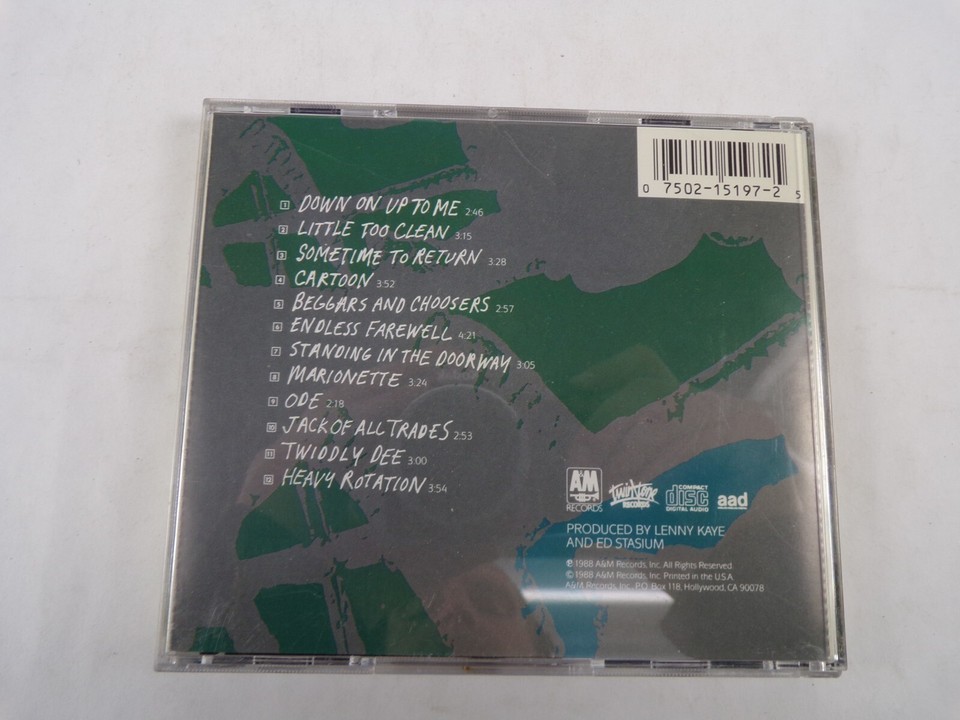 0 7502-15197-2 5
1 DOWN ON UP TO ME 2:46
2 LITTLE TOO CLEAN 3:15
3 SOMETIME TO RETURN 3:28
4 CARTOON 3:52
5 BEGGARS AND CHOOSERS 2:57
6 ENDLESS FAREWELL 4:21
7 STANDING IN THE DOORWAY 3:05
8 MARIONETTE 3:24
9 ODE 2:18
10 JACK OF ALL TRADES 2:53
11 TWIDDLY DEE 3:00
12 HEAVY ROTATION 3:54
A&M RECORDS
Twin/Tone RECORDS
COMPACT disc DIGITAL AUDIO
aad
PRODUCED BY LENNY KAYE
AND ED STASIUM
℗ 1988 A&M Records, Inc. All Rights Reserved.
© 1988 A&M Records, Inc. Printed in the U.S.A.
A&M Records, Inc. P.O. Box 118, Hollywood, CA 90078